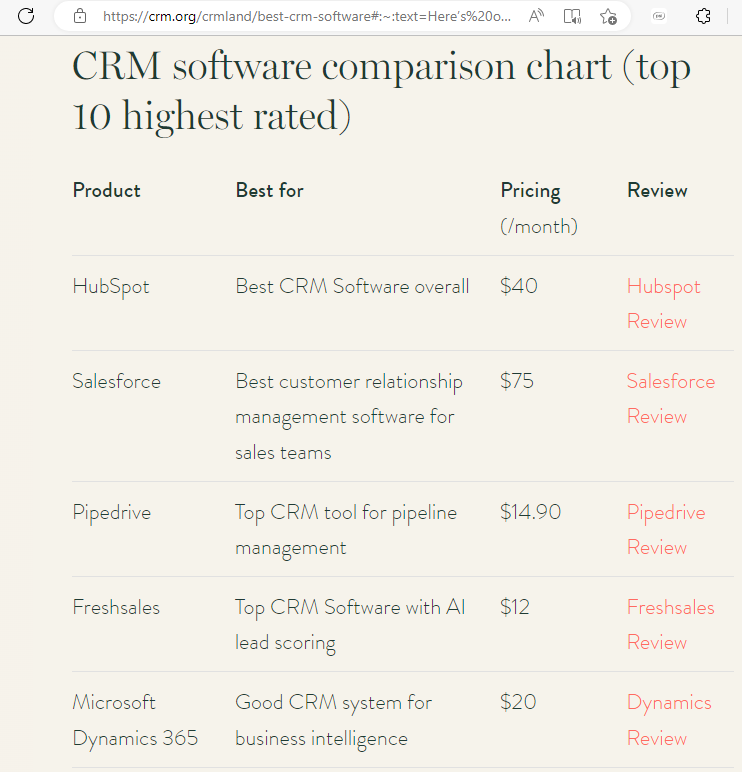 https://crm.org/crmland/best-crm-software#:~:text=Here's%20o...
CRM software comparison chart (top
10 highest rated)
Product Best for Pricing Review
(/month)
HubSpot Best CRM Software overall $40 Hubspot
Review
Salesforce Best customer relationship $75 Salesforce
management software for Review
sales teams
Pipedrive Top CRM tool for pipeline $14.90 Pipedrive
management Review
Freshsales Top CRM Software with AI $12 Freshsales
lead scoring Review
Microsoft Good CRM system for $20 Dynamics
Dynamics 365 business intelligence Review